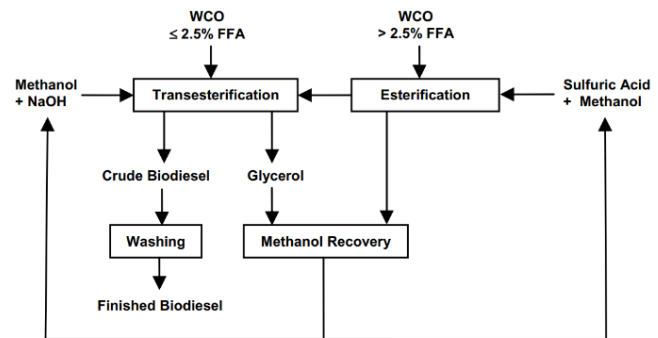 WCO
≤ 2.5% FFA
WCO
> 2.5% FFA
Methanol
+ NaOH
Transesterification
Esterification
Sulfuric Acid
+ Methanol
Crude Biodiesel
Glycerol
Washing
Methanol Recovery
Finished Biodiesel